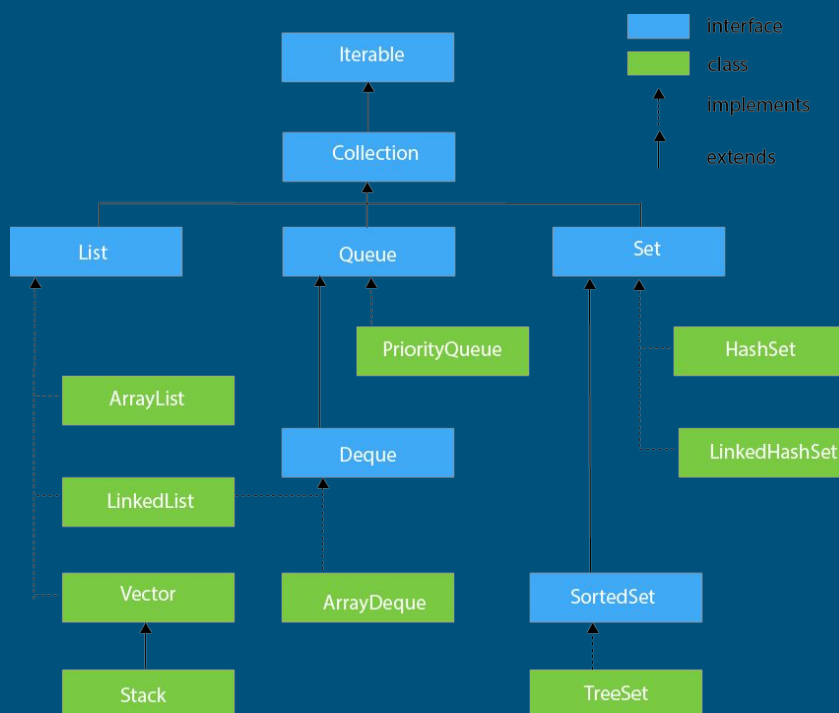 interface
Iterable
class
implements
Collection
extends
List
Queue
Set
PriorityQueue
HashSet
ArrayList
Deque
LinkedHashSet
LinkedList
Vector
ArrayDeque
SortedSet
Stack
TreeSet